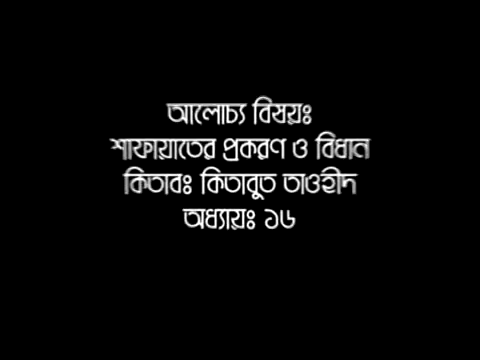 আলোচ্য বিষয়ঃ
শাফায়াতের প্রকরণ ও বিধান
কিতাবঃ কিতাবুত তাওহীদ
অধ্যায়ঃ ১৬